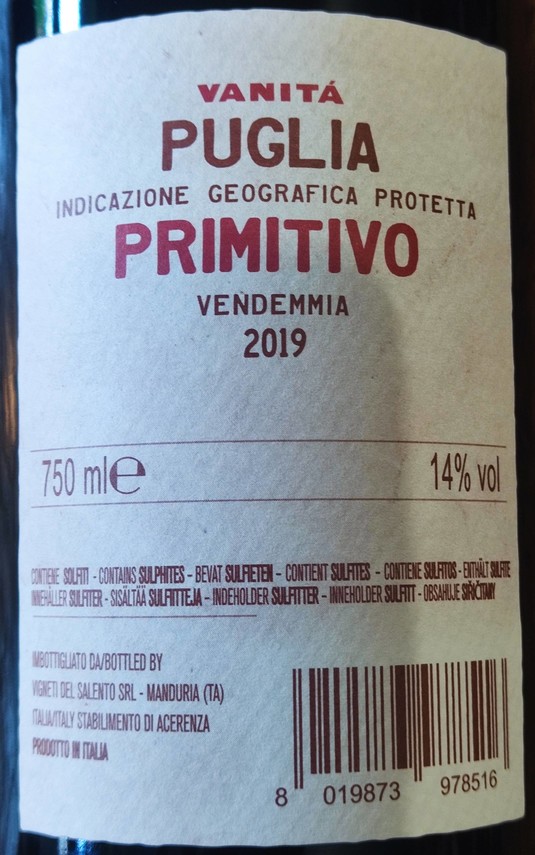 VANITÁ
PUGLIA
INDICAZIONE GEOGRAFICA PROTETTA
PRIMITIVO
VENDEMMIA
2019
750 ml e 14% vol
CONTIENE SOLFITI - CONTAINS SULPHITES - BEVAT SULFIETEN - CONTIENT SULFITES - CONTIENE SULFITOS - ENTHÄLT SULFITE
INNEHÅLLER SULFITER - SISÄLTÄÄ SULFIITTEJA - INDEHOLDER SULFITTER - INNEHOLDER SULFITT - OBSAHUJE SIŘIČITANY
IMBOTTIGLIATO DA/BOTTLED BY
VIGNETI DEL SALENTO SRL - MANDURIA (TA)
ITALIA/ITALY STABILIMENTO DI ACERENZA
PRODOTTO IN ITALIA
8 019873 978516